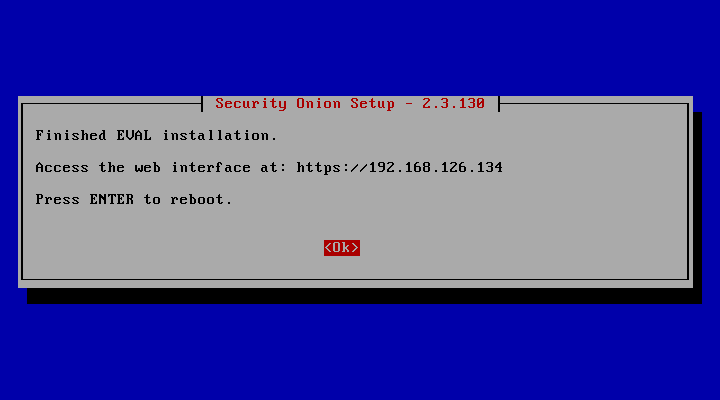 Security Onion Setup - 2.3.130
Finished EVAL installation.
Access the web interface at: https://192.168.126.134
Press ENTER to reboot.
<Ok>